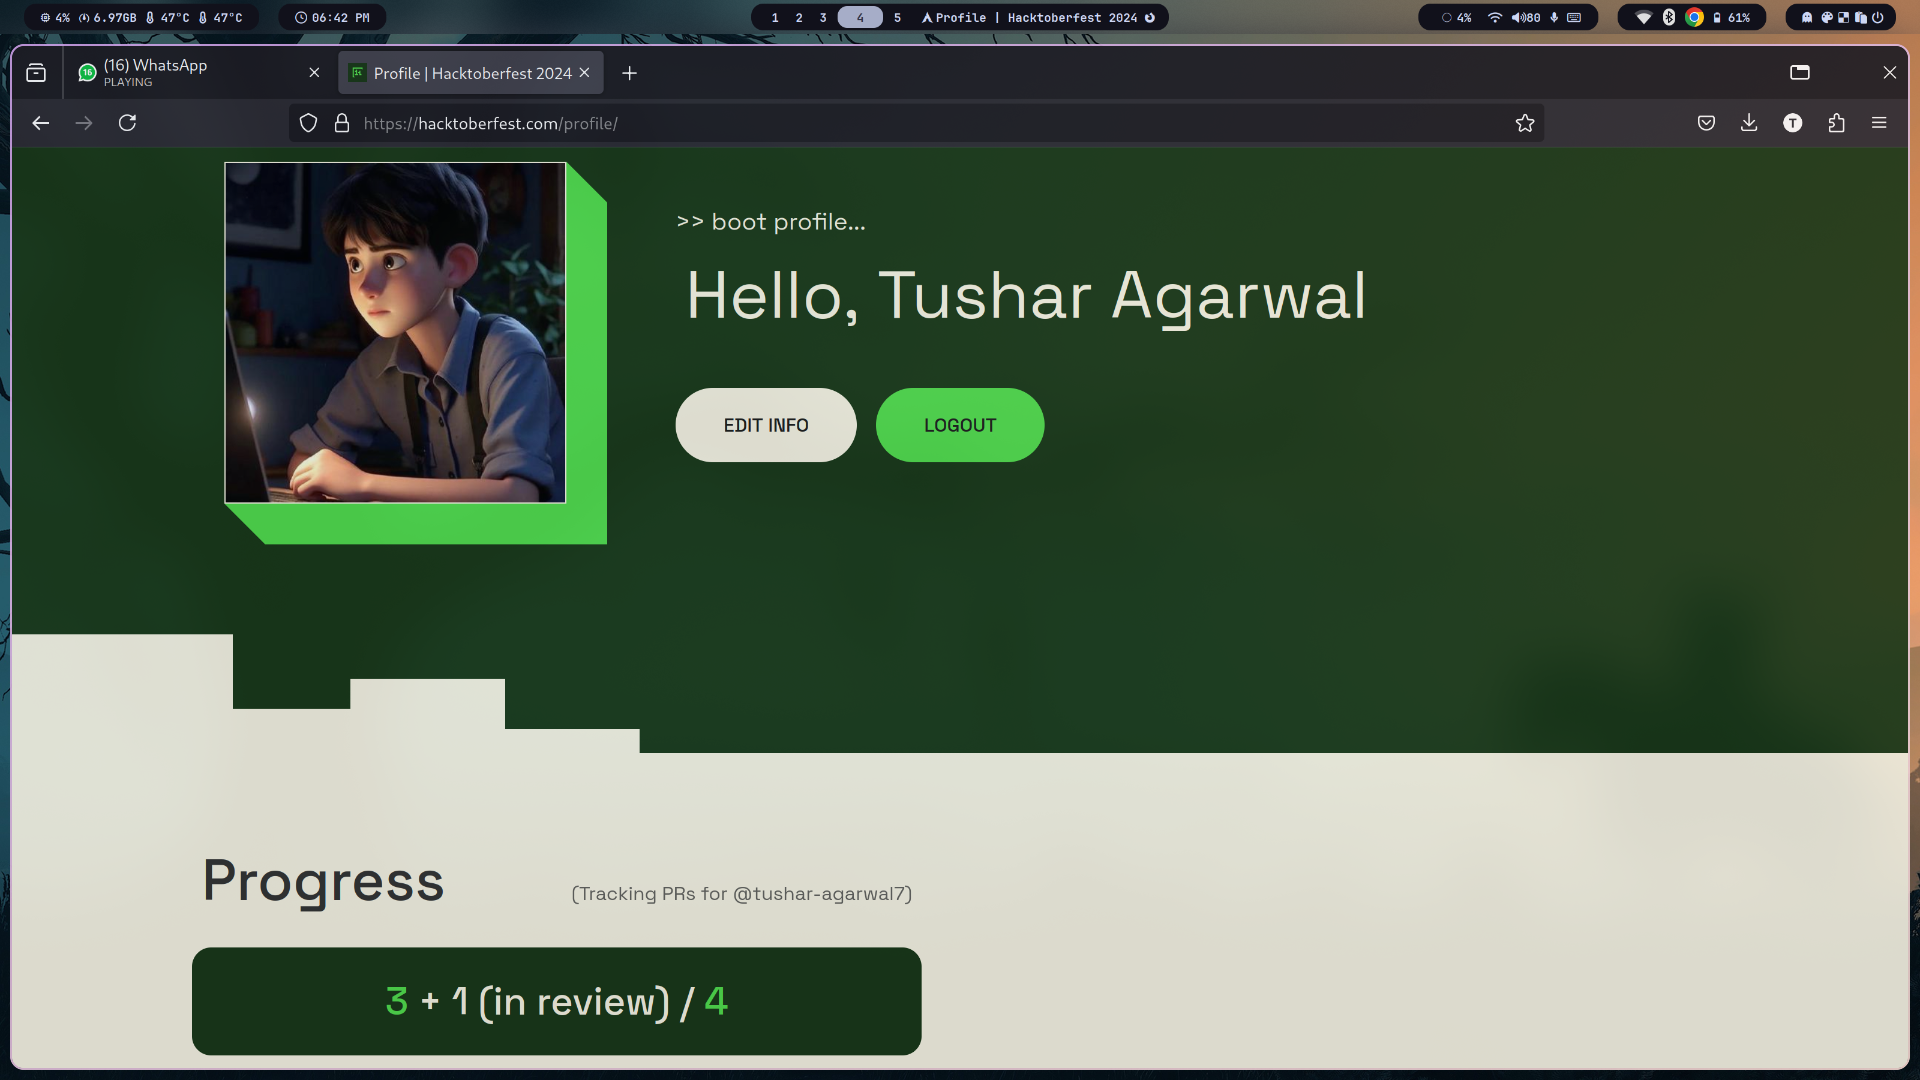 4% 6.97GB 47°C 47°C
06:42 PM
1 2 3 4 5 Profile | Hacktoberfest 2024
4% 80
61%
(16) WhatsApp
PLAYING
Profile | Hacktoberfest 2024
https://hacktoberfest.com/profile/
T
>> boot profile...
Hello, Tushar Agarwal
EDIT INFO
LOGOUT
Progress
(Tracking PRs for @tushar-agarwal7)
3 + 1 (in review) / 4